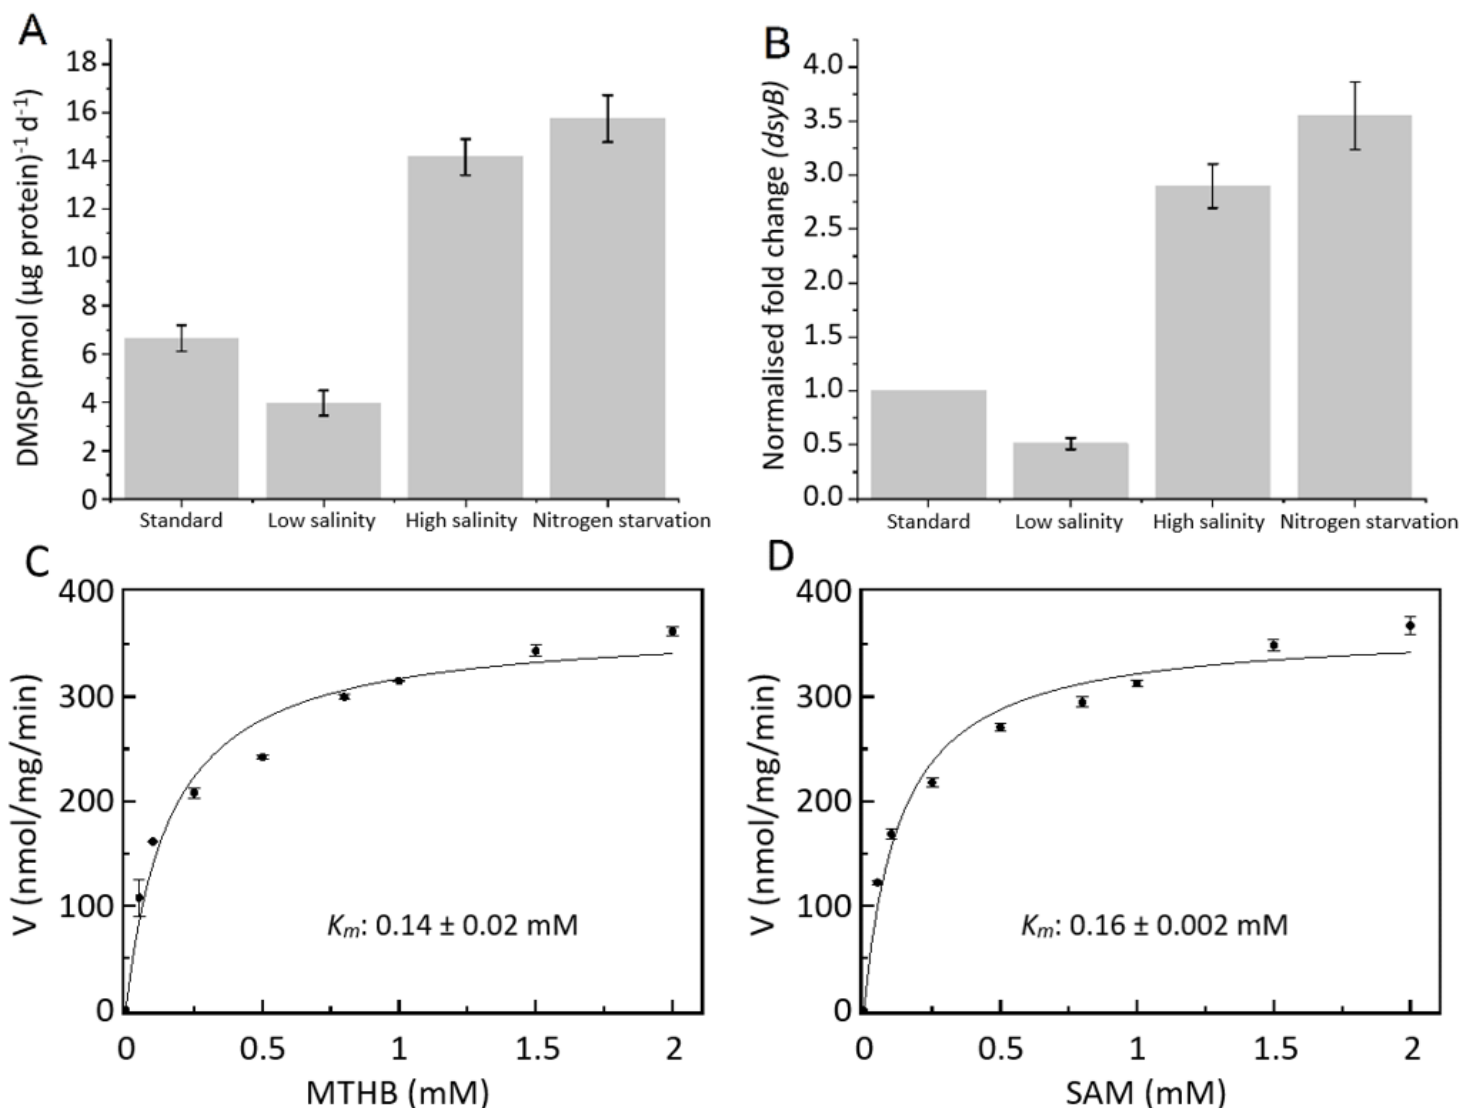 A
DMSP(pmol (µg protein)⁻¹ d⁻¹)
18
16
14
12
10
8
6
4
2
0
Standard
Low salinity
High salinity
Nitrogen starvation
B
Normalised fold change (dsyB)
4.0
3.5
3.0
2.5
2.0
1.5
1.0
0.5
0.0
Standard
Low salinity
High salinity
Nitrogen starvation
C
V (nmol/mg/min)
400
300
200
100
0
Kₘ: 0.14 ± 0.02 mM
0
0.5
1
1.5
2
MTHB (mM)
D
V (nmol/mg/min)
400
300
200
100
0
Kₘ: 0.16 ± 0.002 mM
0
0.5
1
1.5
2
SAM (mM)